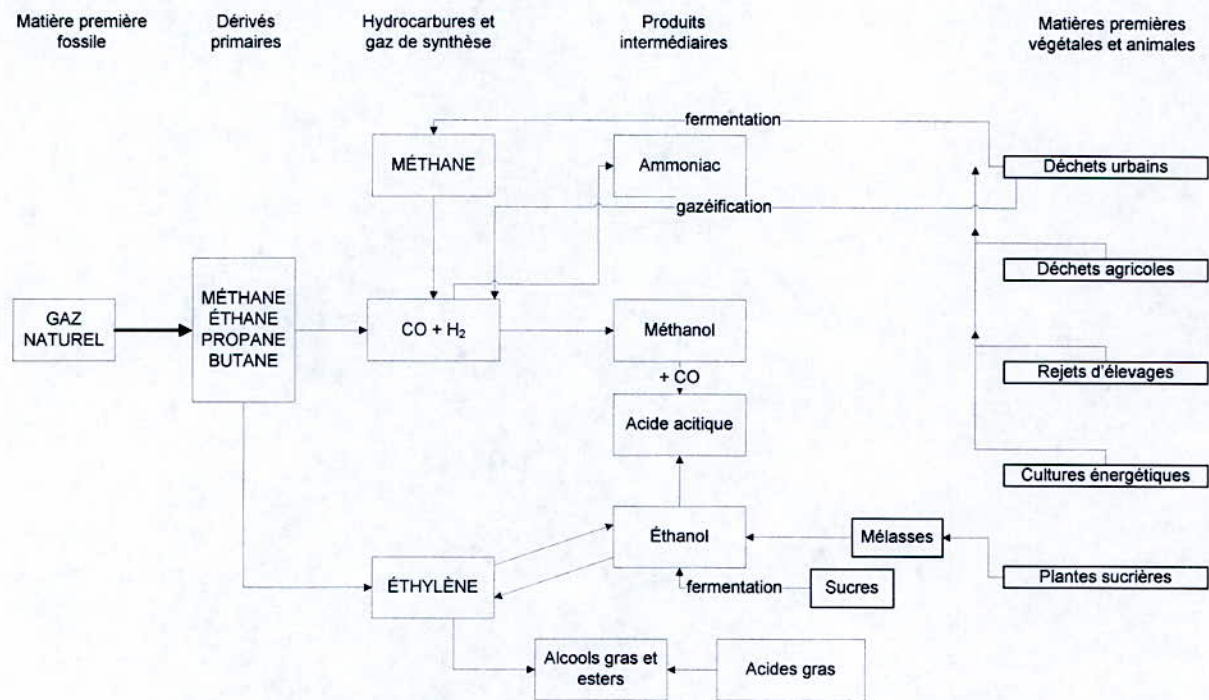 Matière première
fossile
Dérivés
primaires
Hydrocarbures et
gaz de synthèse
Produits
intermédiaires
Matières premières
végétales et animales
fermentation
MÉTHANE
Ammoniac
Déchets urbains
gazéification
Déchets agricoles
GAZ
NATUREL
MÉTHANE
ÉTHANE
PROPANE
BUTANE
CO + H₂
Méthanol
+ CO
Rejets d'élevages
Acide acitique
Cultures énergétiques
Éthanol
Mélasses
ÉTHYLÈNE
fermentation
Sucres
Plantes sucrières
Alcools gras et
esters
Acides gras